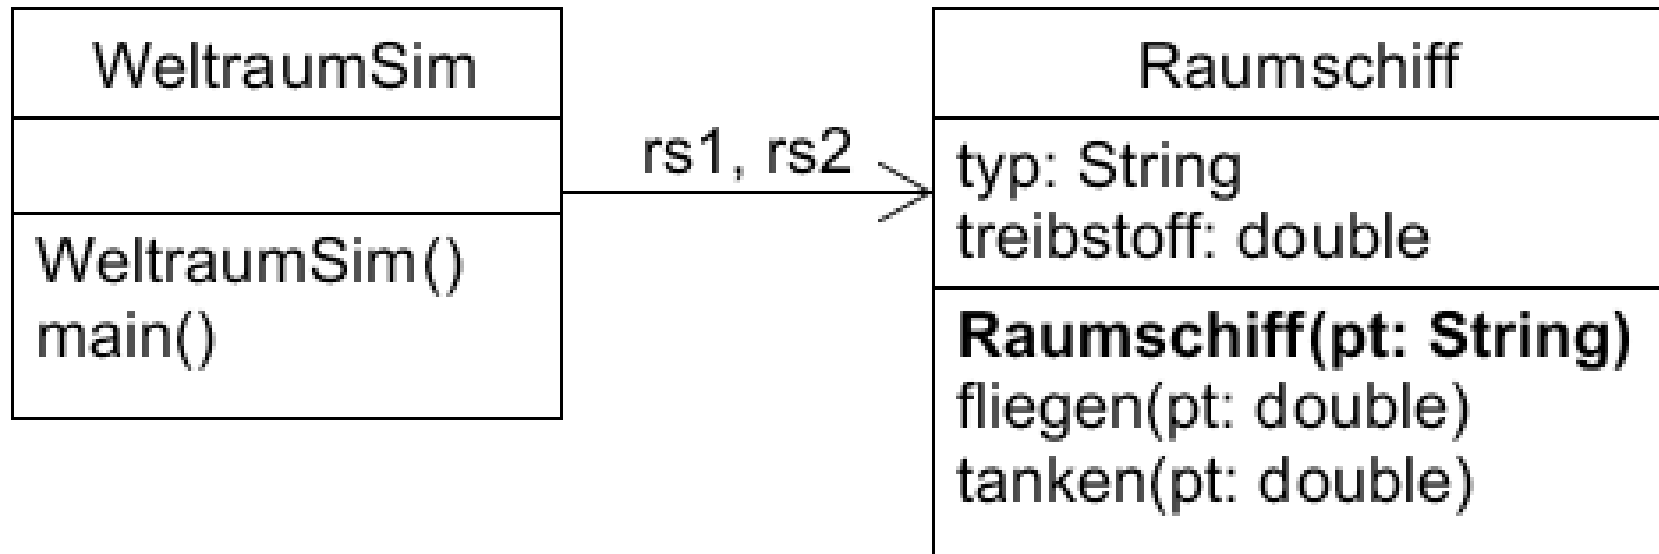 WeltraumSim
WeltraumSim()
main()
rs1, rs2
Raumschiff
typ: String
treibstoff: double
Raumschiff(pt: String)
fliegen(pt: double)
tanken(pt: double)